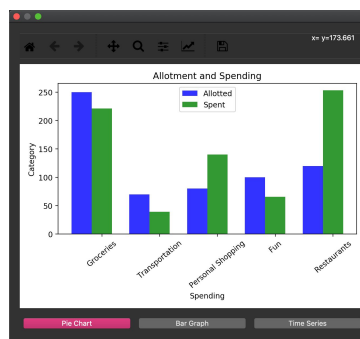 x= y=173.661
Allotment and Spending
Allotted
Spent
Category
250
200
150
100
50
0
Groceries
Transportation
Personal Shopping
Fun
Restaurants
Spending
Pie Chart
Bar Graph
Time Series